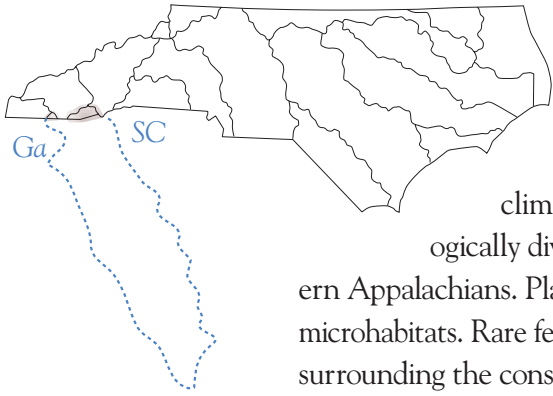 Ga
SC
clim
ogically div
ern Appalachians. Pla
microhabitats. Rare fe
surrounding the cons